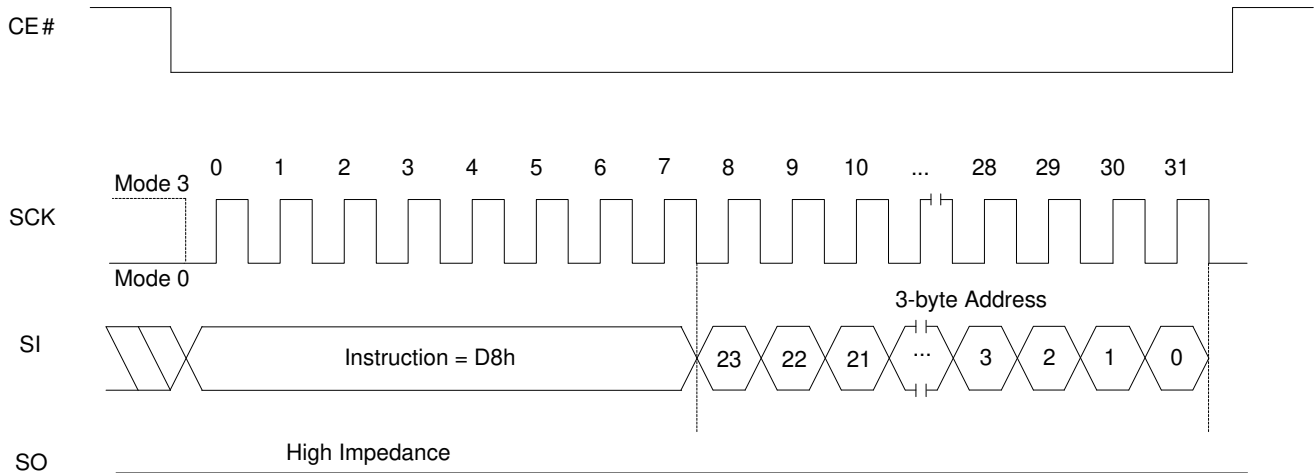 CE#
0 1 2 3 4 5 6 7 8 9 10 ... 28 29 30 31
Mode 3
SCK
Mode 0
3-byte Address
SI Instruction = D8h 23 22 21 ... 3 2 1 0
High Impedance
SO